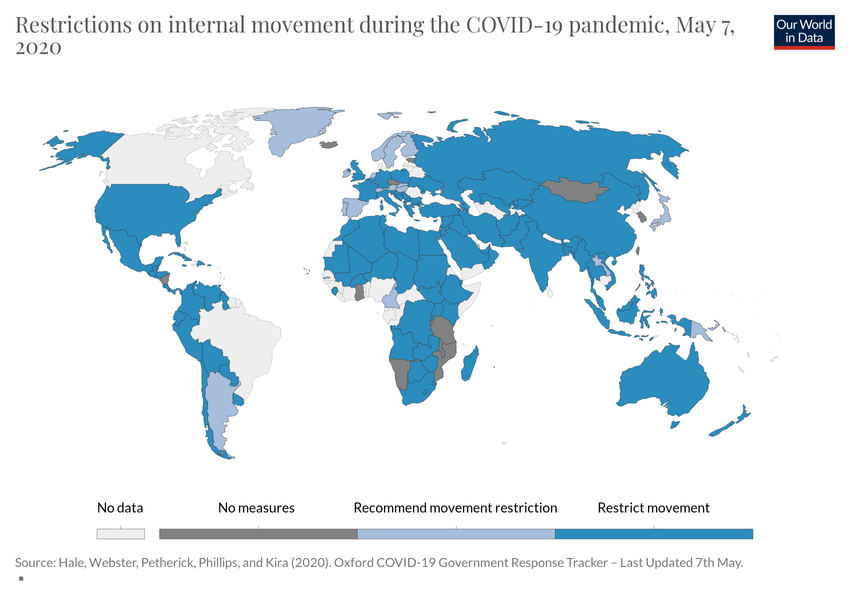 Restrictions on internal movement during the COVID-19 pandemic, May 7,
2020
Our World
in Data
No data
No measures
Recommend movement restriction
Restrict movement
Source: Hale, Webster, Petherick, Phillips, and Kira (2020). Oxford COVID-19 Government Response Tracker – Last Updated 7th May.